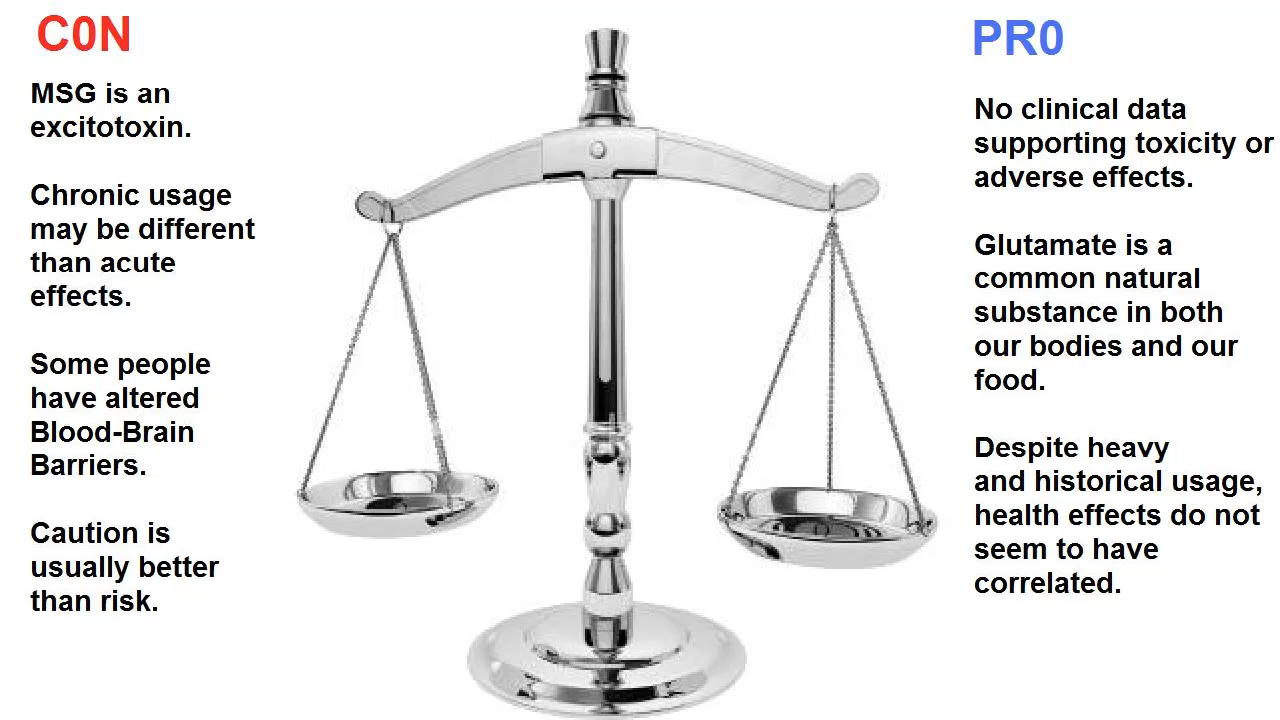 C0N
MSG is an
excitotoxin.
Chronic usage
may be different
than acute
effects.
Some people
have altered
Blood-Brain
Barriers.
Caution is
usually better
than risk.
PR0
No clinical data
supporting toxicity or
adverse effects.
Glutamate is a
common natural
substance in both
our bodies and our
food.
Despite heavy
and historical usage,
health effects do not
seem to have
correlated.